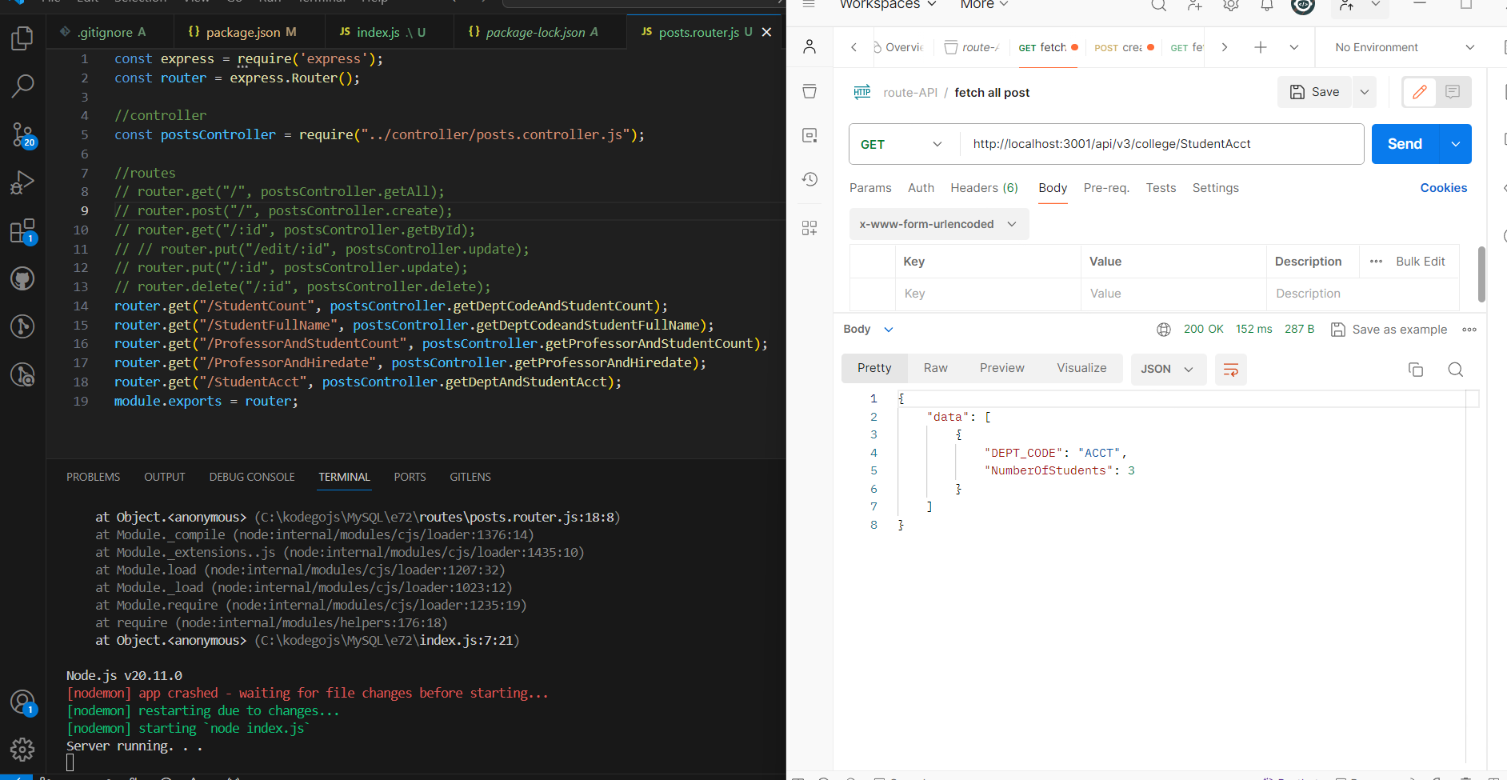 File Edit Selection View Go Run Terminal Help
.gitignore A
package.json M
JS index.js .\ U
package-lock.json A
JS posts.router.js U
1 const express = require('express');
2 const router = express.Router();
3
4 //controller
5 const postsController = require("../controller/posts.controller.js");
6
7 //routes
8 // router.get("/", postsController.getAll);
9 // router.post("/", postsController.create);
10 // router.get("/:id", postsController.getById);
11 // // router.put("/edit/:id", postsController.update);
12 // router.put("/:id", postsController.update);
13 // router.delete("/:id", postsController.delete);
14 router.get("/StudentCount", postsController.getDeptCodeAndStudentCount);
15 router.get("/StudentFullName", postsController.getDeptCodeandStudentFullName);
16 router.get("/ProfessorAndStudentCount", postsController.getProfessorAndStudentCount);
17 router.get("/ProfessorAndHiredate", postsController.getProfessorAndHiredate);
18 router.get("/StudentAcct", postsController.getDeptAndStudentAcct);
19 module.exports = router;
20
1
1
PROBLEMS OUTPUT DEBUG CONSOLE TERMINAL PORTS GITLENS
at Object.<anonymous> (C:\kodegojs\MySQL\e72\routes\posts.router.js:18:8)
at Module._compile (node:internal/modules/cjs/loader:1376:14)
at Module._extensions..js (node:internal/modules/cjs/loader:1435:10)
at Module.load (node:internal/modules/cjs/loader:1207:32)
at Module._load (node:internal/modules/cjs/loader:1023:12)
at Module.require (node:internal/modules/cjs/loader:1235:19)
at require (node:internal/modules/helpers:176:18)
at Object.<anonymous> (C:\kodegojs\MySQL\e72\index.js:7:21)
Node.js v20.11.0
[nodemon] app crashed - waiting for file changes before starting...
[nodemon] restarting due to changes...
[nodemon] starting `node index.js`
Server running. . .
Workspaces More
Overvi route-A GET fetch POST crea GET fe No Environment
HTTP route-API / fetch all post Save
GET http://localhost:3001/api/v3/college/StudentAcct Send
Params Auth Headers (6) Body Pre-req. Tests Settings Cookies
x-www-form-urlencoded
Key Value Description Bulk Edit
Key Value Description
Body 200 OK 152 ms 287 B Save as example
Pretty Raw Preview Visualize JSON
1 {
2 "data": [
3 {
4 "DEPT_CODE": "ACCT",
5 "NumberOfStudents": 3
6 }
7 ]
8 }